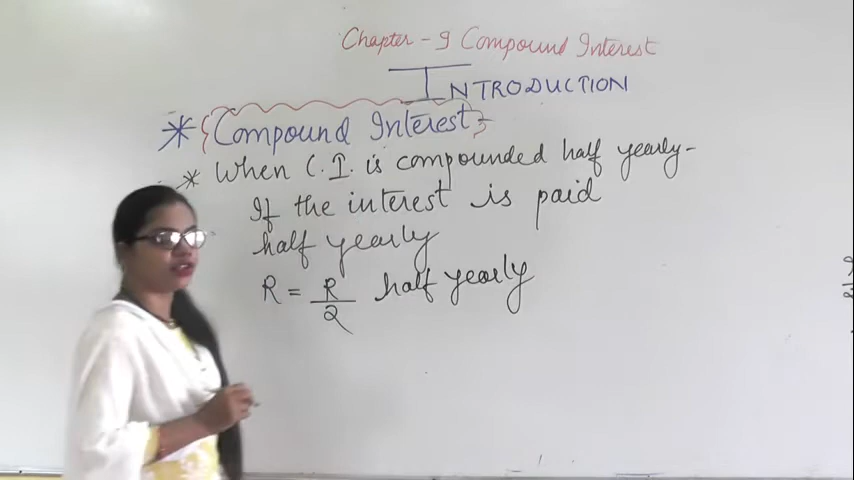 Chapter - 9 Compound Interest
INTRODUCTION
* Compound Interest:-
* When C.I. is compounded half yearly-
If the interest is paid
half yearly
R = R/2 half yearly